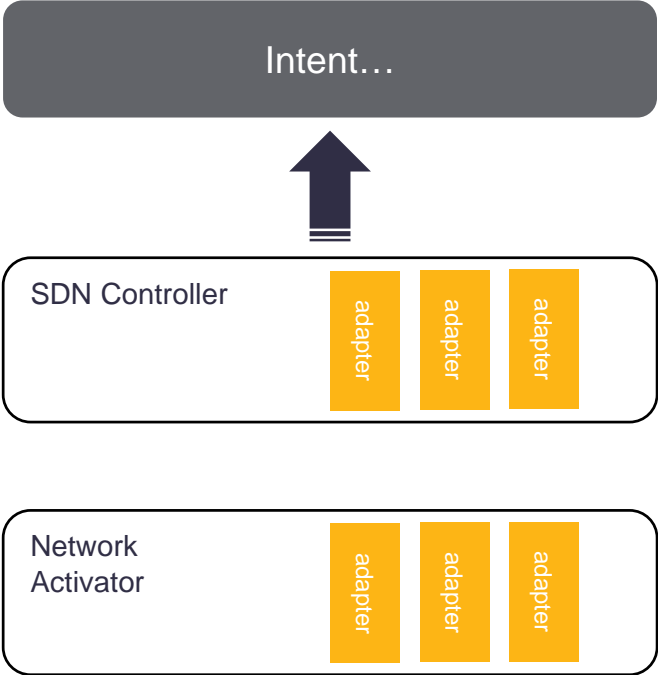 Intent…
SDN Controller
adapter
adapter
adapter
Network
Activator
adapter
adapter
adapter